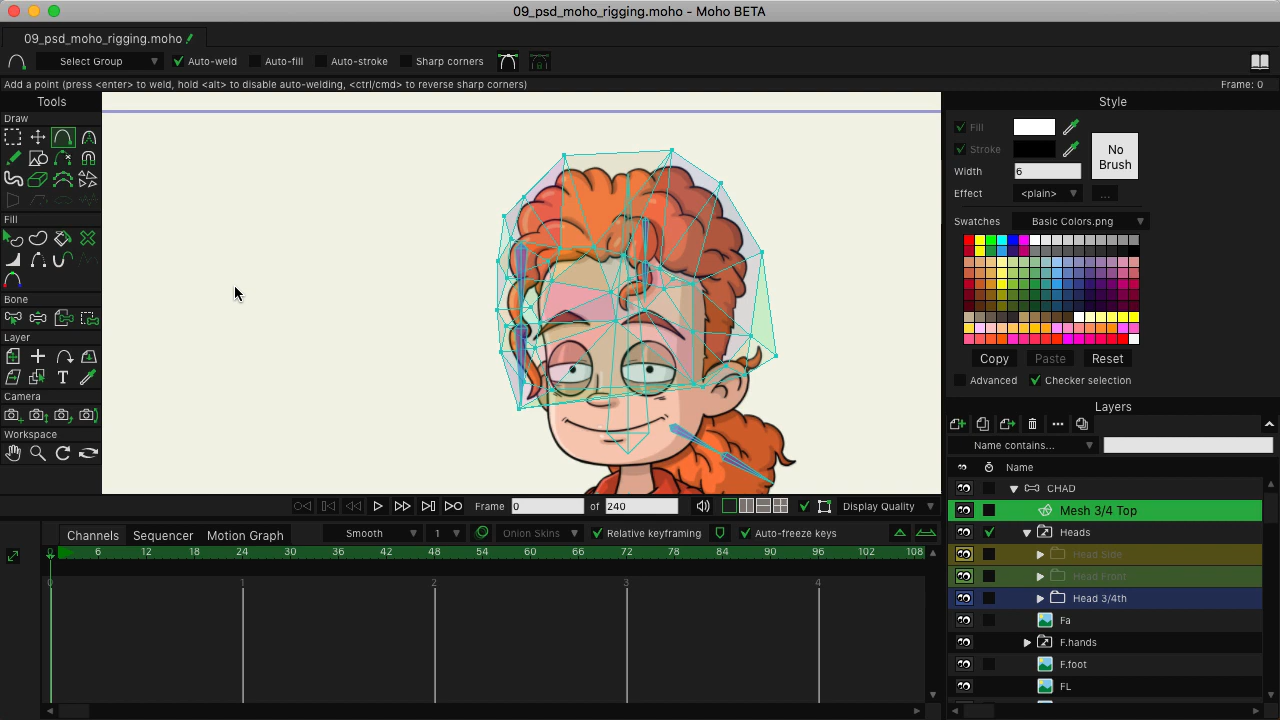 09_psd_moho_rigging.moho - Moho BETA
09_psd_moho_rigging.moho
Select Group Auto-weld Auto-fill Auto-stroke Sharp corners
Add a point (press <enter> to weld, hold <alt> to disable auto-welding, <ctrl/cmd> to reverse sharp corners) Frame: 0
Tools
Draw
Fill
Bone
Layer
T
Camera
Workspace
Style
Fill
Stroke
No Brush
Width 6
Effect <plain> ...
Swatches Basic Colors.png
Copy Paste Reset
Advanced Checker selection
Layers
Name contains...
Name
CHAD
Mesh 3/4 Top
Heads
Head Side
Head Front
Head 3/4th
Fa
F.hands
F.foot
FL
Frame 0 of 240 Display Quality
Channels Sequencer Motion Graph Smooth 1 Onion Skins Relative keyframing Auto-freeze keys
0 6 12 18 24 30 36 42 48 54 60 66 72 78 84 90 96 102 108
0 1 2 3 4